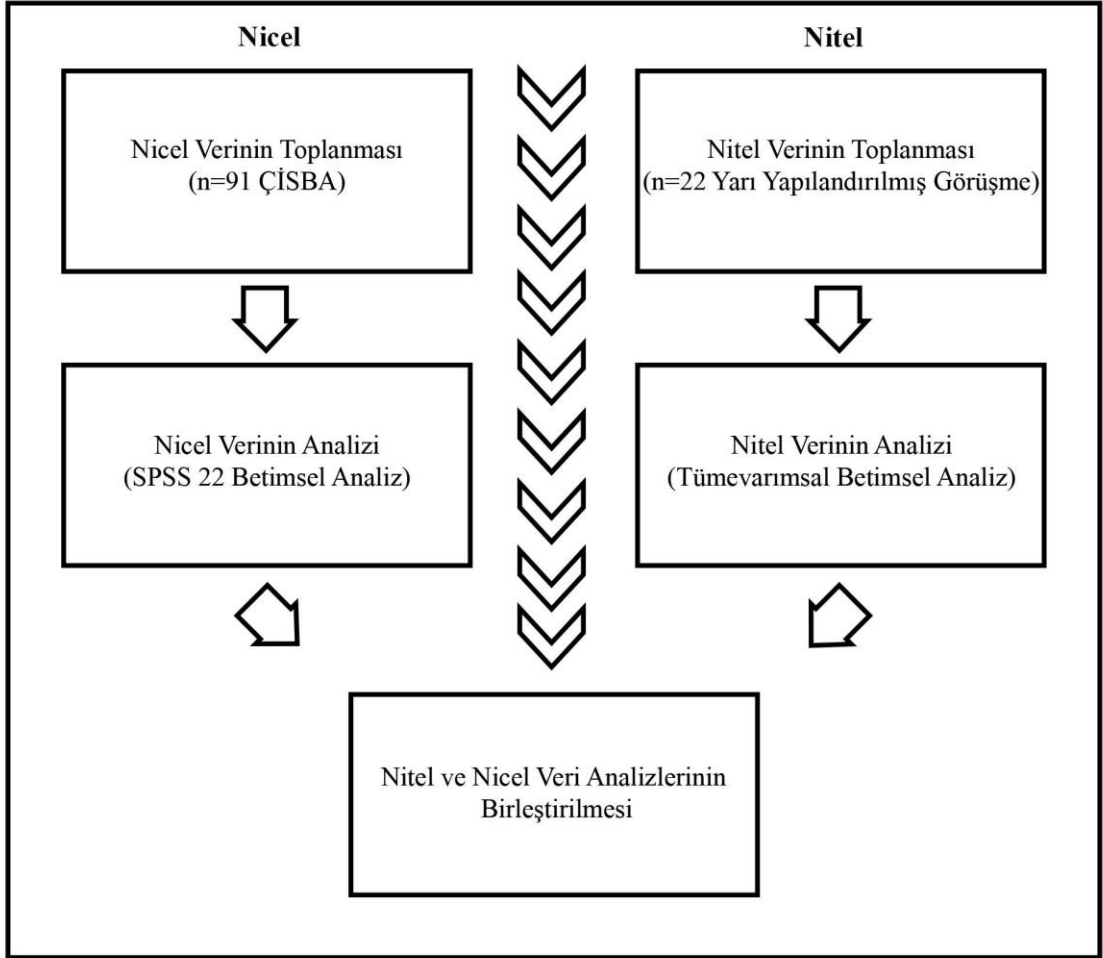 Nicel
Nitel
Nicel Verinin Toplanması
(n=91 ÇİSBA)
Nitel Verinin Toplanması
(n=22 Yarı Yapılandırılmış Görüşme)
Nicel Verinin Analizi
(SPSS 22 Betimsel Analiz)
Nitel Verinin Analizi
(Tümevarımsal Betimsel Analiz)
Nitel ve Nicel Veri Analizlerinin
Birleştirilmesi